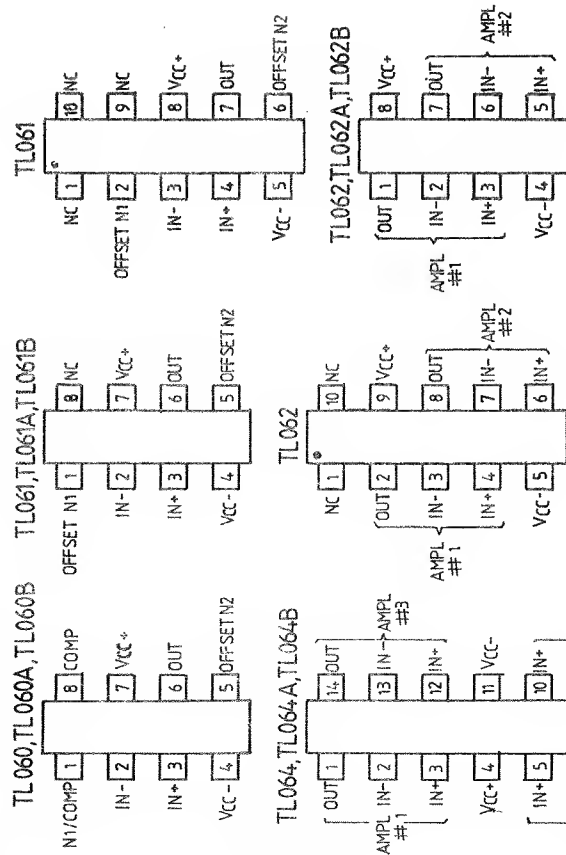 TL060,TL060A,TL060B
N1/COMP 1 8 COMP
IN- 2 7 VCC+
IN+ 3 6 OUT
VCC- 4 5 OFFSET N2
TL061,TL061A,TL061B
OFFSET N1 1 8 NC
IN- 2 7 VCC+
IN+ 3 6 OUT
VCC- 4 5 OFFSET N2
TL061
NC 1 10 NC
OFFSET N1 2 9 NC
IN- 3 8 VCC+
IN+ 4 7 OUT
VCC- 5 6 OFFSET N2
TL064,TL064A,TL064B
OUT 1 14 OUT
AMPL #1 IN- 2 13 IN- AMPL #3
IN+ 3 12 IN+
VCC+ 4 11 VCC-
IN+ 5 10 IN+
TL062
NC 1 10 NC
OUT 2 9 VCC+
AMPL #1 IN- 3 8 OUT
IN+ 4 7 IN- AMPL #2
VCC- 5 6 IN+
TL062,TL062A,TL062B
OUT 1 8 VCC+
AMPL #1 IN- 2 7 OUT
IN+ 3 6 IN- AMPL #2
VCC- 4 5 IN+